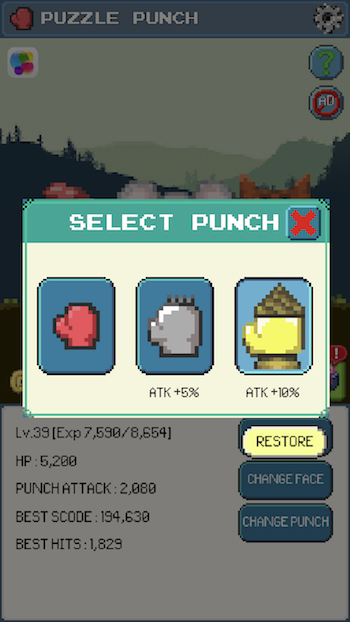 PUZZLE PUNCH
?
AD
SELECT PUNCH
ATK +5%
ATK +10%
!
Lv.39 [Exp 7,590/8,654]
RESTORE
HP : 5,200
PUNCH ATTACK : 2,080
CHANGE FACE
BEST SCODE : 194,630
CHANGE PUNCH
BEST HITS : 1,829